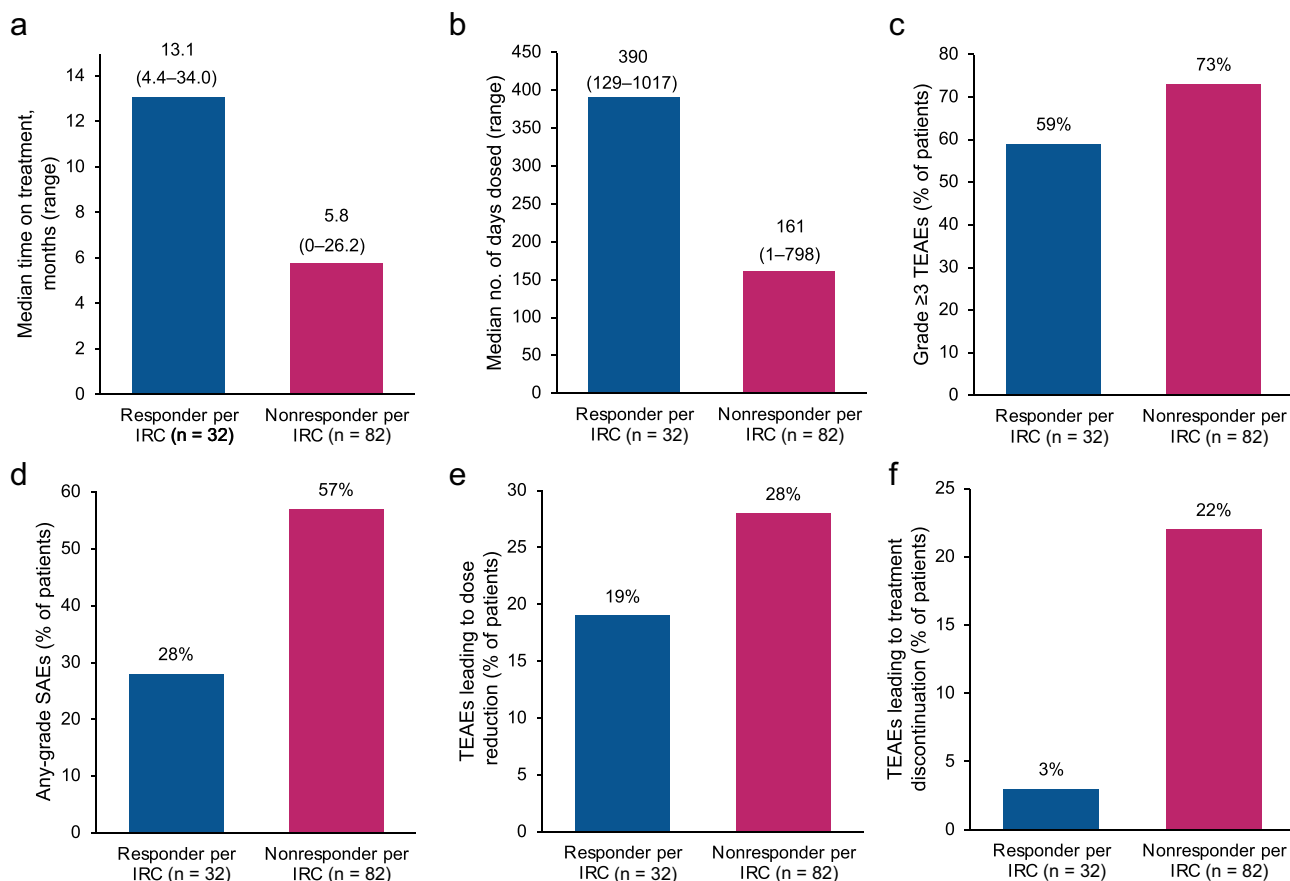 a
Median time on treatment,
months (range)
14
12
10
8
6
4
2
0
13.1
(4.4–34.0)
5.8
(0–26.2)
Responder per
IRC (n = 32)
Nonresponder per
IRC (n = 82)
b
Median no. of days dosed (range)
450
400
350
300
250
200
150
100
50
0
390
(129–1017)
161
(1–798)
Responder per
IRC (n = 32)
Nonresponder per
IRC (n = 82)
c
Grade ≥3 TEAEs (% of patients)
80
70
60
50
40
30
20
10
0
59%
73%
Responder per
IRC (n = 32)
Nonresponder per
IRC (n = 82)
d
Any-grade SAEs (% of patients)
60
50
40
30
20
10
0
28%
57%
Responder per
IRC (n = 32)
Nonresponder per
IRC (n = 82)
e
TEAEs leading to dose
reduction (% of patients)
30
25
20
15
10
5
0
19%
28%
Responder per
IRC (n = 32)
Nonresponder per
IRC (n = 82)
f
TEAEs leading to treatment
discontinuation (% of patients)
25
20
15
10
5
0
3%
22%
Responder per
IRC (n = 32)
Nonresponder per
IRC (n = 82)